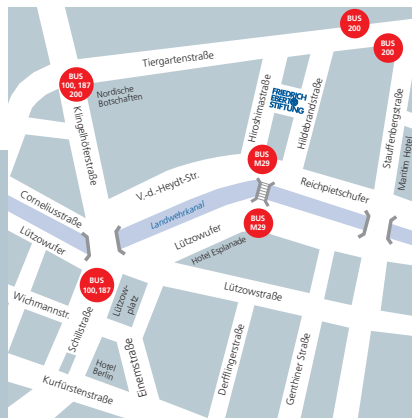 BUS
200
BUS
200
Tiergartenstraße
BUS
100, 187
200
Nordische
Botschaften
FRIEDRICH
EBERT
STIFTUNG
Hiroshimastraße
Hildebrandstraße
Stauffenbergstraße
Maritim Hotel
Klingelhöferstraße
BUS
M29
V.-d.-Heydt-Str.
Reichpietschufer
Corneliusstraße
Landwehrkanal
BUS
M29
Lützowufer
Lützowufer
Hotel Esplanade
BUS
100, 187
Lützow-
platz
Lützowstraße
Wichmannstr.
Schillstraße
Einemstraße
Derfflingerstraße
Genthiner Straße
Hotel
Berlin
Kurfürstenstraße